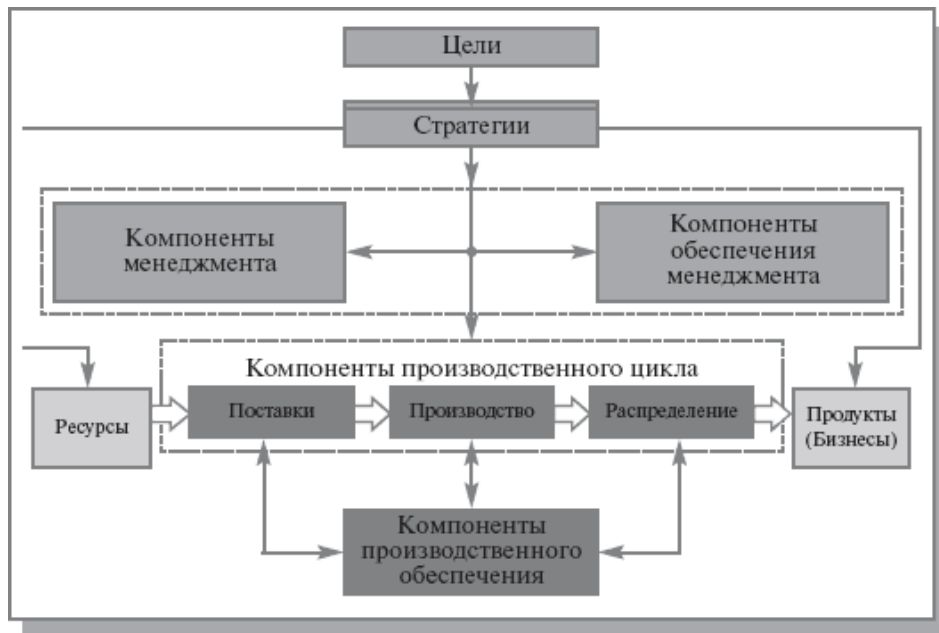 Цели
Стратегии
Компоненты
менеджмента
Компоненты
обеспечения
менеджмента
Компоненты производственного цикла
Ресурсы
Поставки
Производство
Распределение
Продукты
(Бизнесы)
Компоненты
производственного
обеспечения